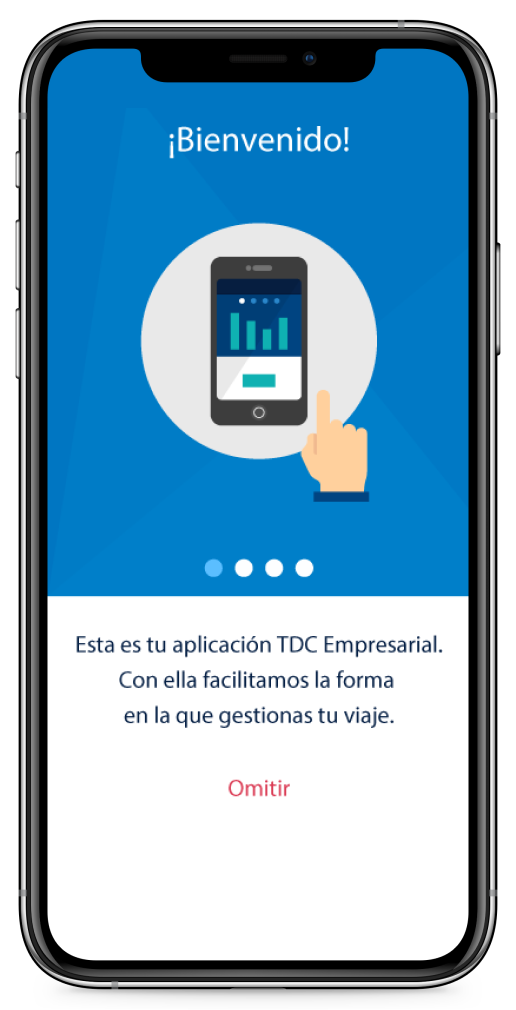 ¡Bienvenido!
Esta es tu aplicación TDC Empresarial.
Con ella facilitamos la forma
en la que gestionas tu viaje.
Omitir